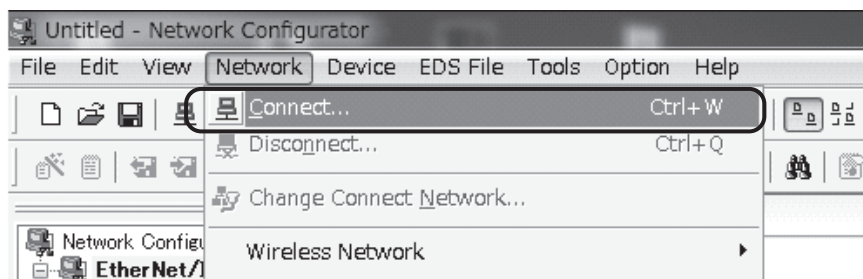 Untitled - Network Configurator
File Edit View Network Device EDS File Tools Option Help
Connect... Ctrl+W
Disconnect... Ctrl+Q
Change Connect Network...
Wireless Network
Network
EtherNet/